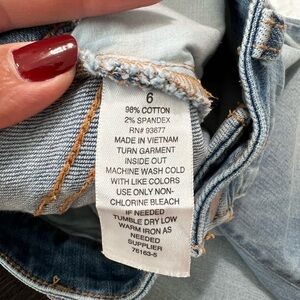 6
98% COTTON
2% SPANDEX
RN# 93677
MADE IN VIETNAM
TURN GARMENT
INSIDE OUT
MACHINE WASH COLD
WITH LIKE COLORS
USE ONLY NON-
CHLORINE BLEACH
IF NEEDED
TUMBLE DRY LOW
WARM IRON AS
NEEDED
SUPPLIER
76163-5